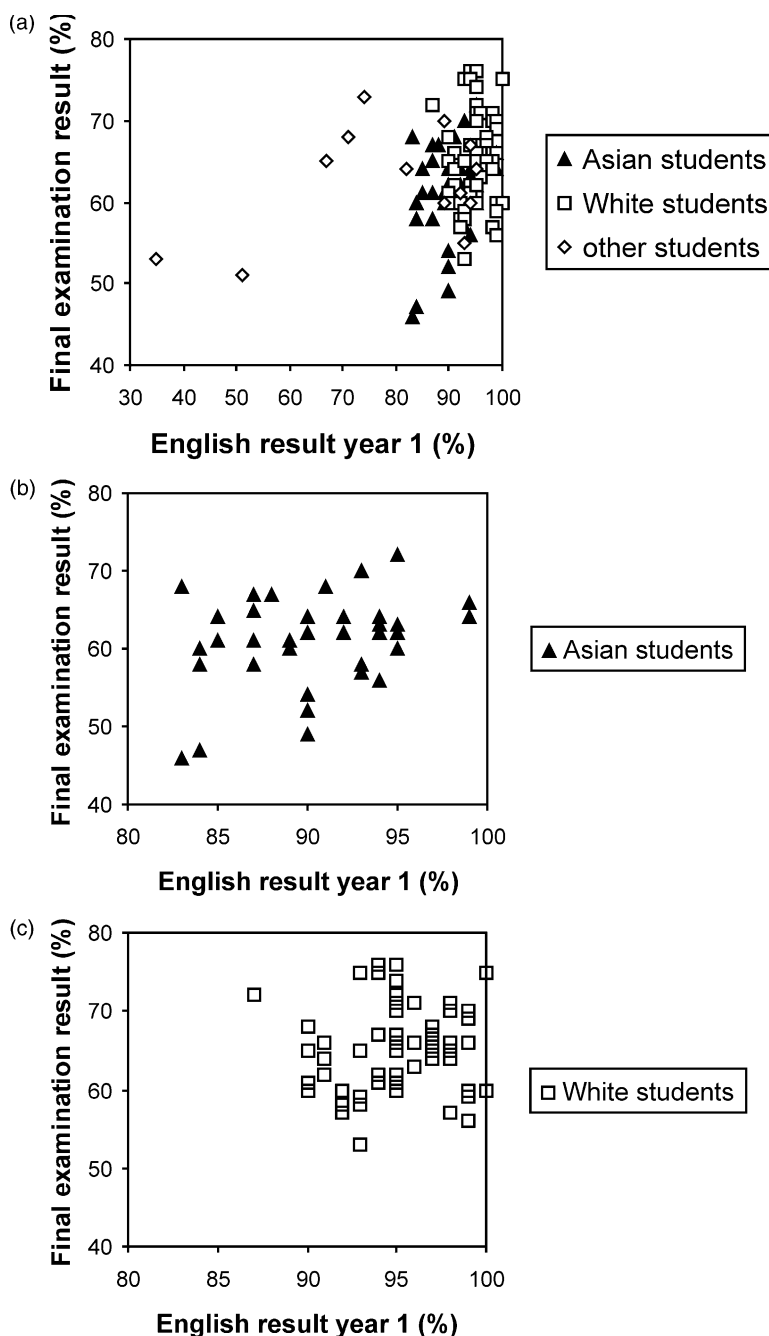 (a)
Final examination result (%)
80
70
60
50
40
30 40 50 60 70 80 90 100
English result year 1 (%)
Asian students
White students
other students
(b)
Final examination result (%)
80
70
60
50
40
80 85 90 95 100
English result year 1 (%)
Asian students
(c)
Final examination result (%)
80
70
60
50
40
80 85 90 95 100
English result year 1 (%)
White students